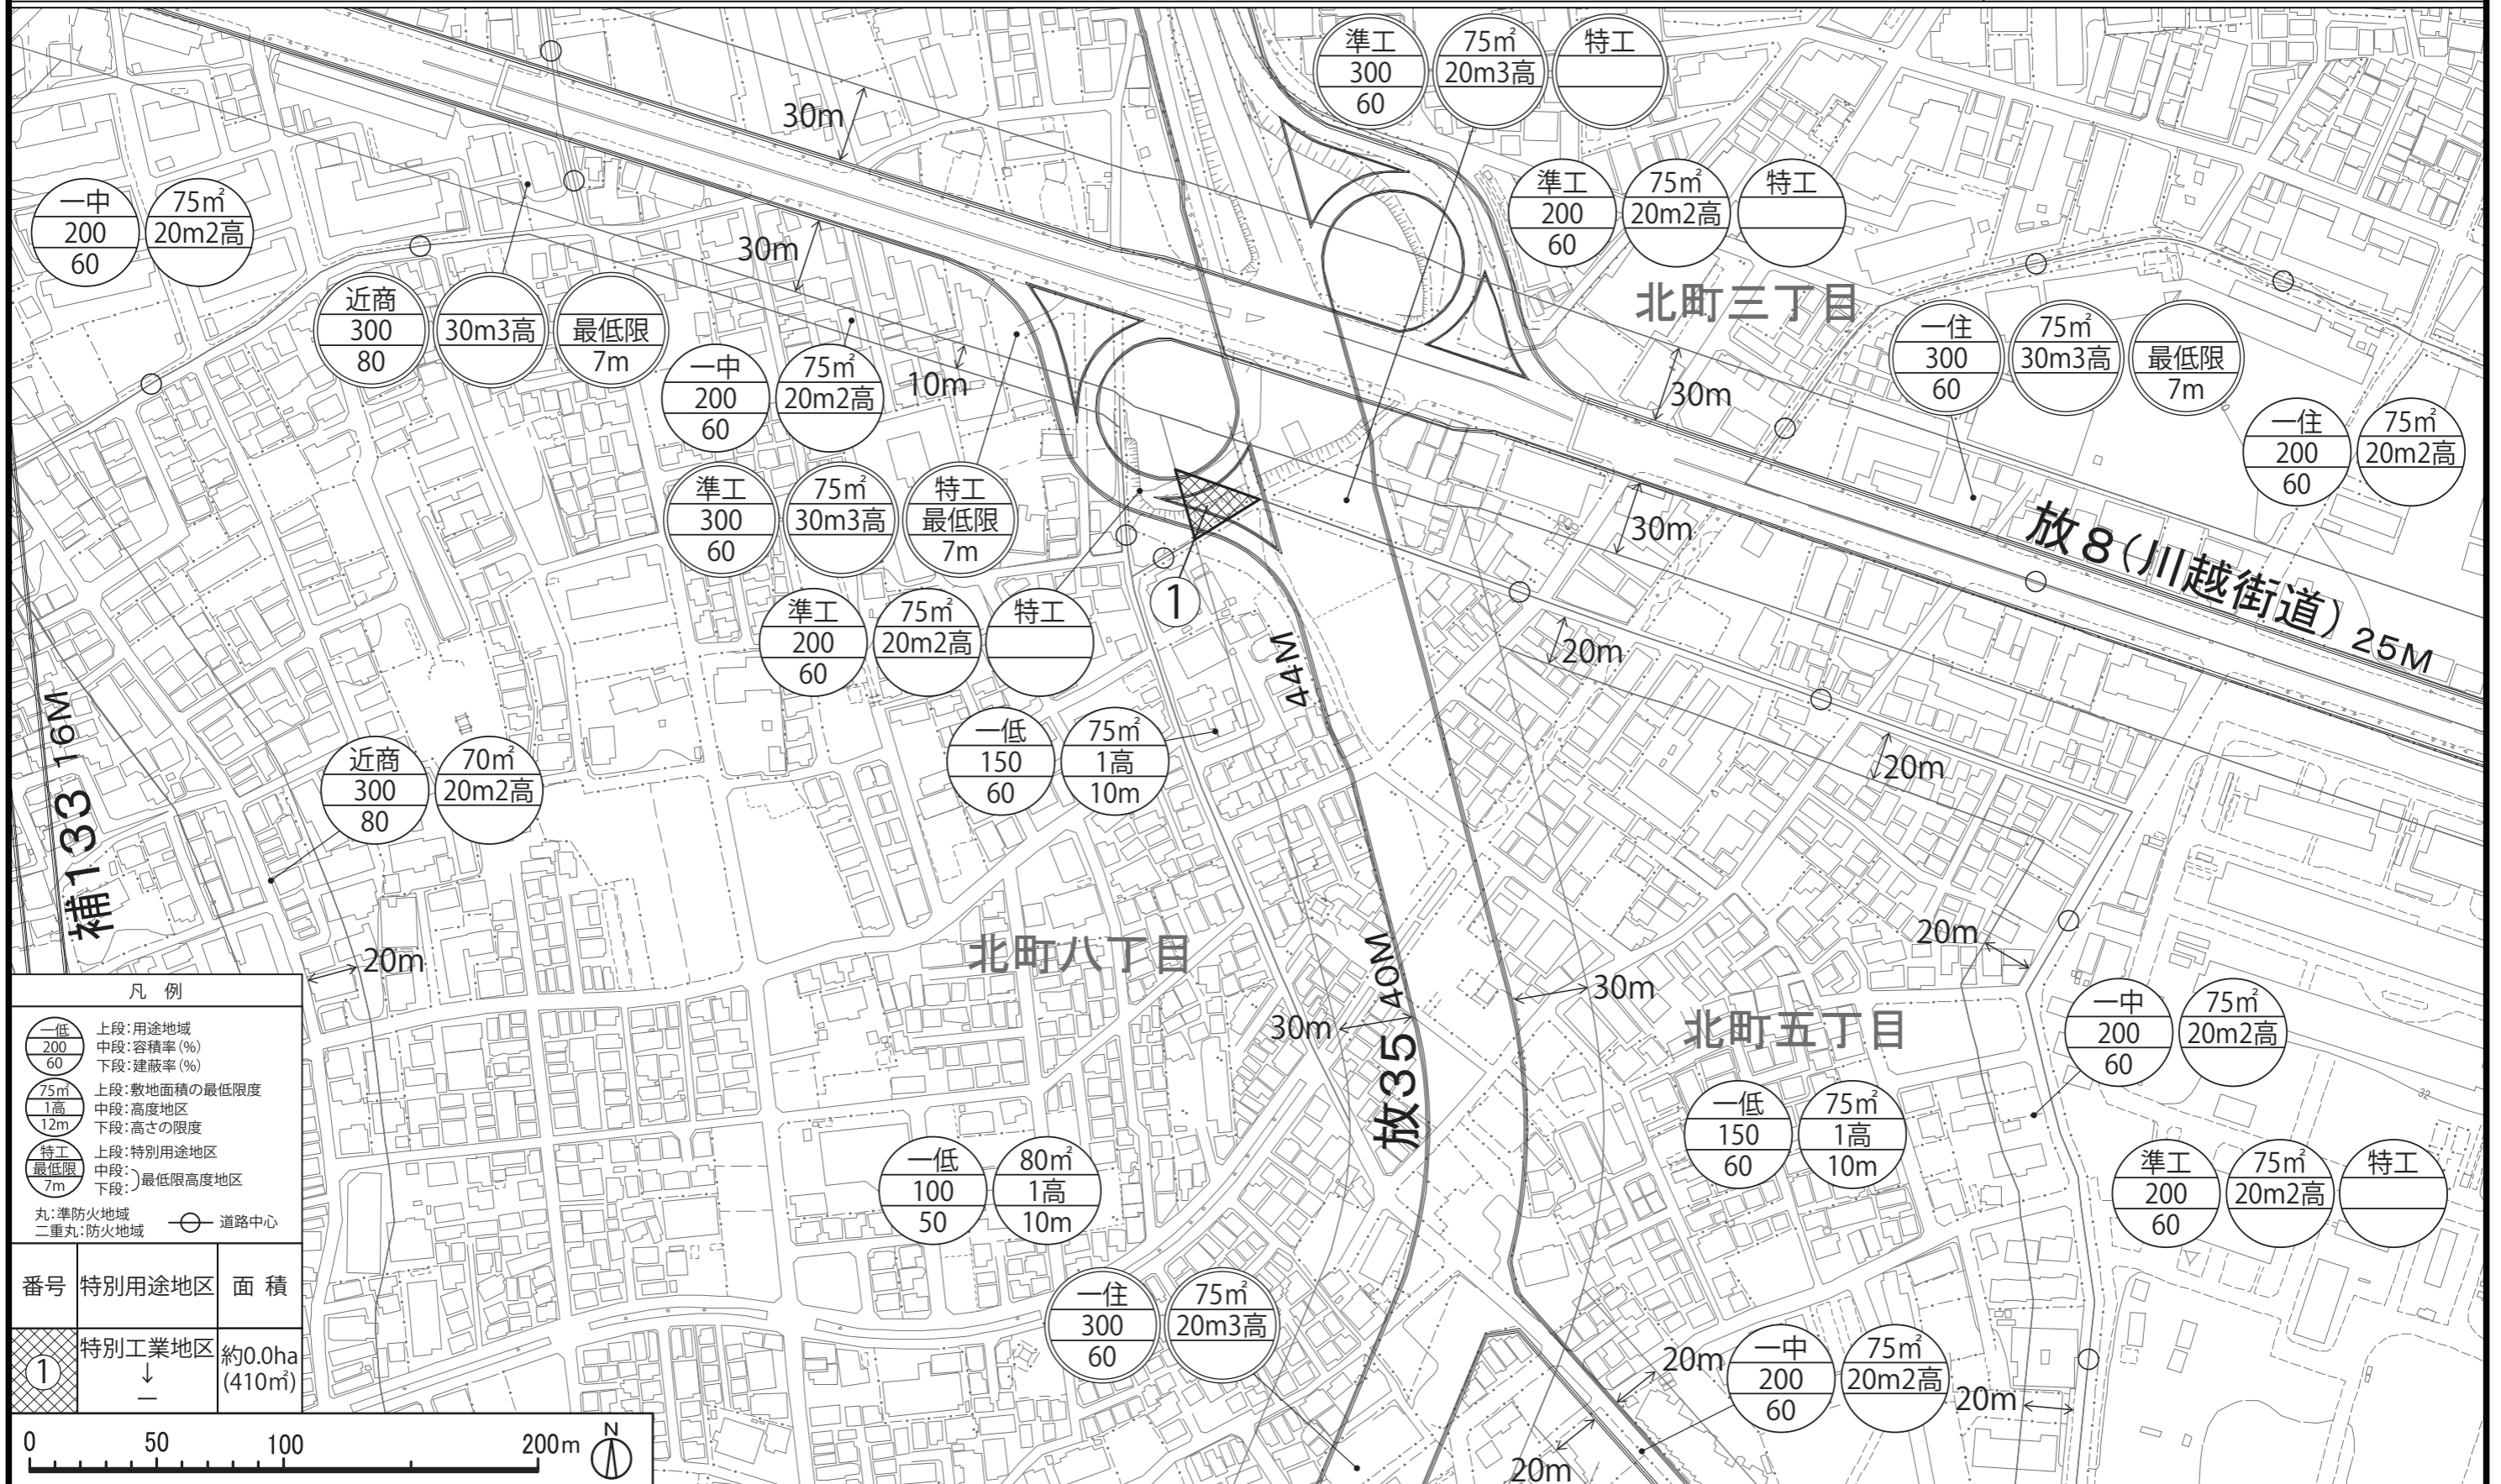 準工
300
60
75㎡
20m3高
特工
30m
一中
200
60
75㎡
20m2高
準工
200
60
75㎡
20m2高
特工
30m
近商
300
80
30m3高
最低限
7m
北町三丁目
一住
300
60
75㎡
30m3高
最低限
7m
一中
200
60
75㎡
20m2高
10m
30m
一住
200
60
75㎡
20m2高
準工
300
60
75㎡
30m3高
特工
最低限
7m
30m
放8(川越街道) 25M
準工
200
60
75㎡
20m2高
特工
1
44M
20m
補133 16M
近商
300
80
70㎡
20m2高
一低
150
60
75㎡
1高
10m
20m
北町八丁目
20m
20m
放35 40M
30m
30m
北町五丁目
一中
200
60
75㎡
20m2高
一低
150
60
75㎡
1高
10m
一低
100
50
80㎡
1高
10m
準工
200
60
75㎡
20m2高
特工
32
一住
300
60
75㎡
20m3高
20m
一中
200
60
75㎡
20m2高
20m
20m
凡 例
一低
200
60
上段:用途地域
中段:容積率(%)
下段:建蔽率(%)
75㎡
1高
12m
上段:敷地面積の最低限度
中段:高度地区
下段:高さの限度
特工
最低限
7m
上段:特別用途地区
中段:
下段:
}最低限高度地区
丸:準防火地域
二重丸:防火地域
道路中心
番号 特別用途地区 面 積
1 特別工業地区 ↓ — 約0.0ha (410㎡)
0 50 100 200m
N